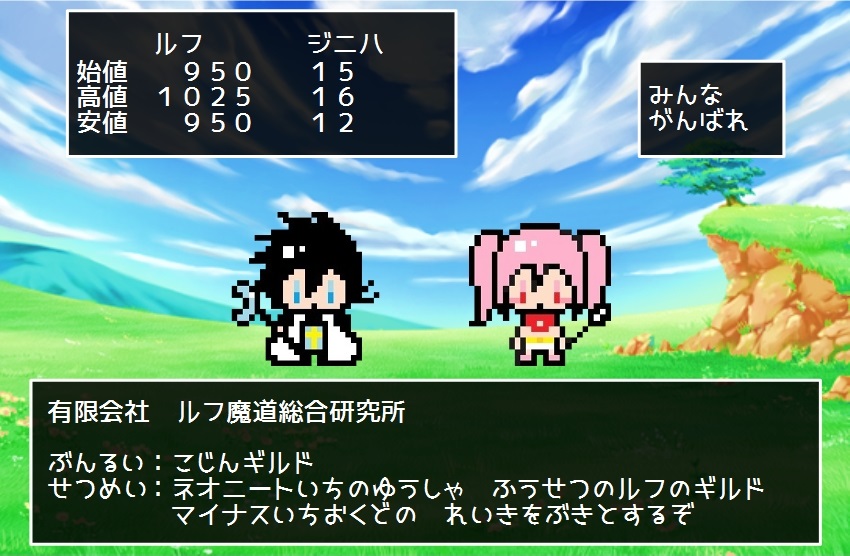 ルフ　ジニハ
始値　９５０　１５
高値　１０２５　１６
安値　９５０　１２
みんな
がんばれ
有限会社　ルフ魔道総合研究所
ぶんるい：こじんギルド
せつめい：ネオニートいちのゆうしゃ　ふうせつのルフのギルド
マイナスいちおくどの　れいきをぶきとするぞ